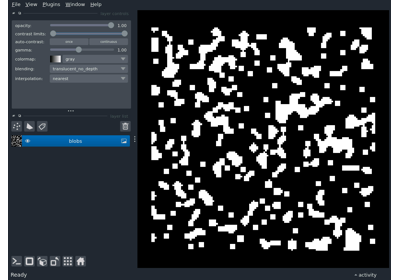 File View Plugins Window Help
opacity: 1.00
contrast limits:
auto-contrast: once continuous
gamma: 1.00
colormap: gray
blending: translucent_no_depth
interpolation: nearest
blobs
Ready
activity